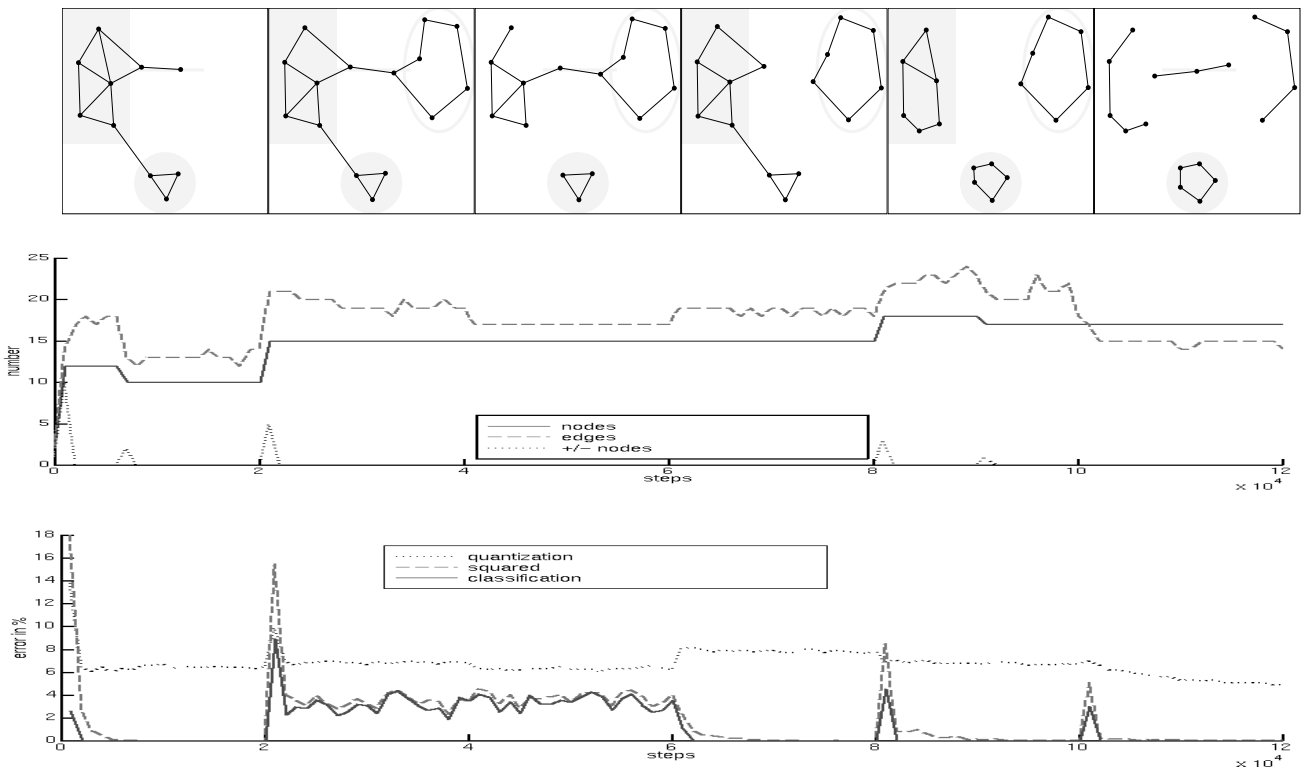 25
20
15
10
5
0
number
nodes
edges
+/− nodes
0 2 4 6 8 10 12
steps
x 10⁴
18
16
14
12
10
8
6
4
2
0
error in %
quantization
squared
classification
0 2 4 6 8 10 12
steps
x 10⁴